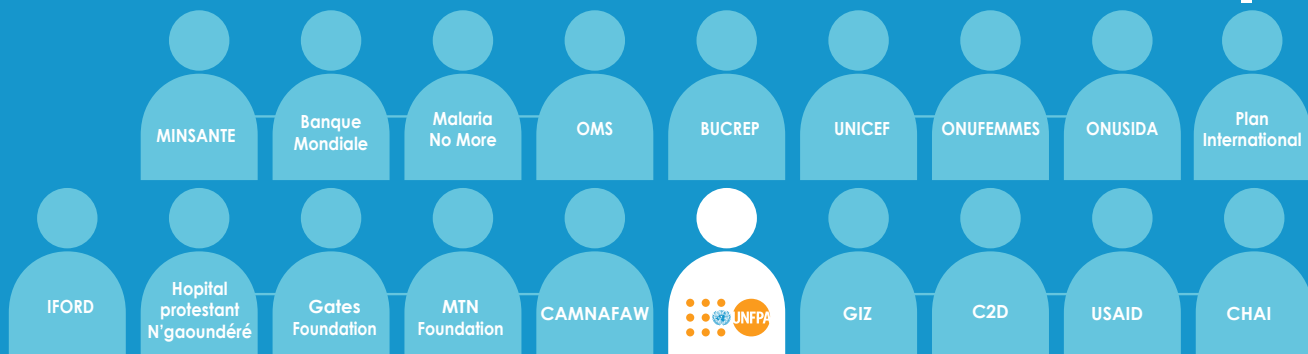 MINSANTE
Banque
Mondiale
Malaria
No More
OMS
BUCREP
UNICEF
ONUFEMMES
ONUSIDA
Plan
International
IFORD
Hopital
protestant
N'gaoundéré
Gates
Foundation
MTN
Foundation
CAMNAFAW
UNFPA
GIZ
C2D
USAID
CHAI